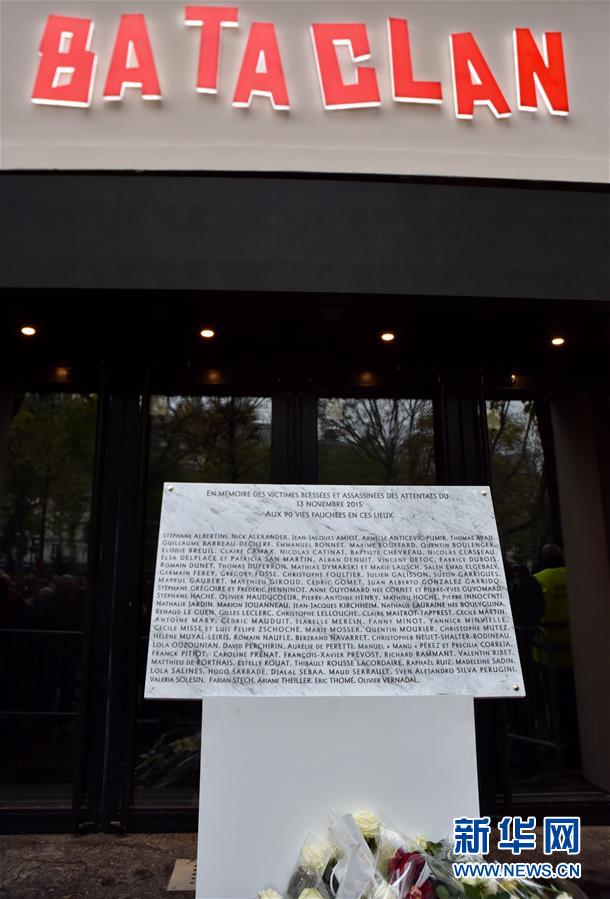 BATACLAN
EN MÉMOIRE DES VICTIMES BLESSÉES ET ASSASSINÉES DES ATTENTATS DU
13 NOVEMBRE 2015
AUX 90 VIES FAUCHÉES EN CES LIEUX
STÉPHANE ALBERTINI, NICK ALEXANDER, JEAN-JACQUES AMIOT, ARMELLE ANTICEVIC-PUMIR, THOMAS AYAD,
GUILLAUME BARREAU-DECHERF, EMMANUEL BONNET, MAXIME BOUFFARD, QUENTIN BOULENGER,
ELODIE BREUIL, CLAIRE CAMAX, NICOLAS CATINAT, BAPTISTE CHEVREAU, NICOLAS CLASSEAU,
ELSA DELPLACE ET PATRICIA SAN MARTIN, ALBAN DENUIT, VINCENT DETOC, FABRICE DUBOIS,
ROMAIN DUNET, THOMAS DUPERRON, MATHIAS DYMARSKI ET MARIE LAUSCH, SALEH EMAD ELGEBALY,
GERMAIN FEREY, GRÉGORY FOSSE, CHRISTOPHE FOULTIER, JULIEN GALISSON, SUZON GARRIGUES,
MAYEUL GAUBERT, MATTHIEU GIROUD, CÉDRIC GOMET, JUAN ALBERTO GONZALEZ GARRIDO,
STÉPHANE GRÉGOIRE ET FRÉDÉRIC HENNINOT, ANNE GUYOMARD NÉE CORNET ET PIERRE-YVES GUYOMARD,
STÉPHANE HACHE, OLIVIER HAUDUCOEUR, PIERRE-ANTOINE HENRY, MATHIEU HOCHE, PIERRE INNOCENTI,
NATHALIE JARDIN, MARION JOUANNEAU, JEAN-JACQUES KIRCHHEIM, NATHALIE LAURAINE NÉE BOULYGUINA,
RENAUD LE GUEN, GILLES LECLERC, CHRISTOPHE LELLOUCHE, CLAIRE MAITROT-TAPPREST, CÉCILE MARTIN,
ANTOINE MARY, CÉDRIC MAUDUIT, ISABELLE MERLIN, FANNY MINOT, YANNICK MINVIELLE,
CÉCILE MISSE ET LUIS FELIPE ZSCHOCHE, MARIE MOSSER, QUENTIN MOURIER, CHRISTOPHE MUTEZ,
HÉLÈNE MUYAL-LEIRIS, ROMAIN NAUFLE, BERTRAND NAVARRET, CHRISTOPHER NEUET-SHALTER-BODINEAU,
LOLA OUZOUNIAN, DAVID PERCHIRIN, AURÉLIE DE PERETTI, MANUEL « MANU » PÉREZ ET PRECILIA CORREIA,
FRANCK PITIOT, CAROLINE PRÉNAT, FRANÇOIS-XAVIER PRÉVOST, RICHARD RAMMANT, VALENTIN RIBET,
MATTHIEU DE RORTHAIS, ESTELLE ROUAT, THIBAULT ROUSSE LACORDAIRE, RAPHAËL RUIZ, MADELEINE SADIN,
LOLA SALINES, HUGO SARRADE, DJALAL SEBAA, MAUD SERRAULT, SVEN ALEJANDRO SILVA PERUGINI,
VALERIA SOLESIN, FABIAN STECH, ARIANE THEILLER, ERIC THOMÉ, OLIVIER VERNADAL.
新华网
WWW.NEWS.CN